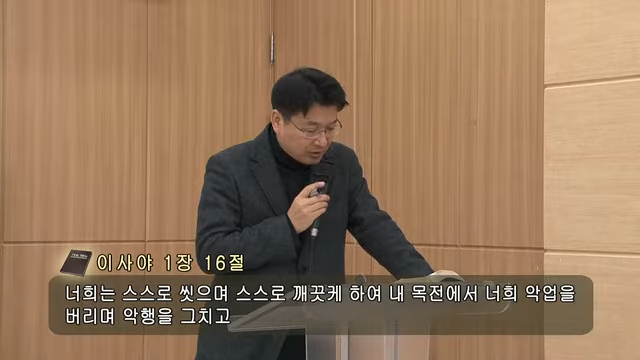 이사야 1장 16절
너희는 스스로 씻으며 스스로 깨끗케 하여 내 목전에서 너희 악업을
버리며 악행을 그치고